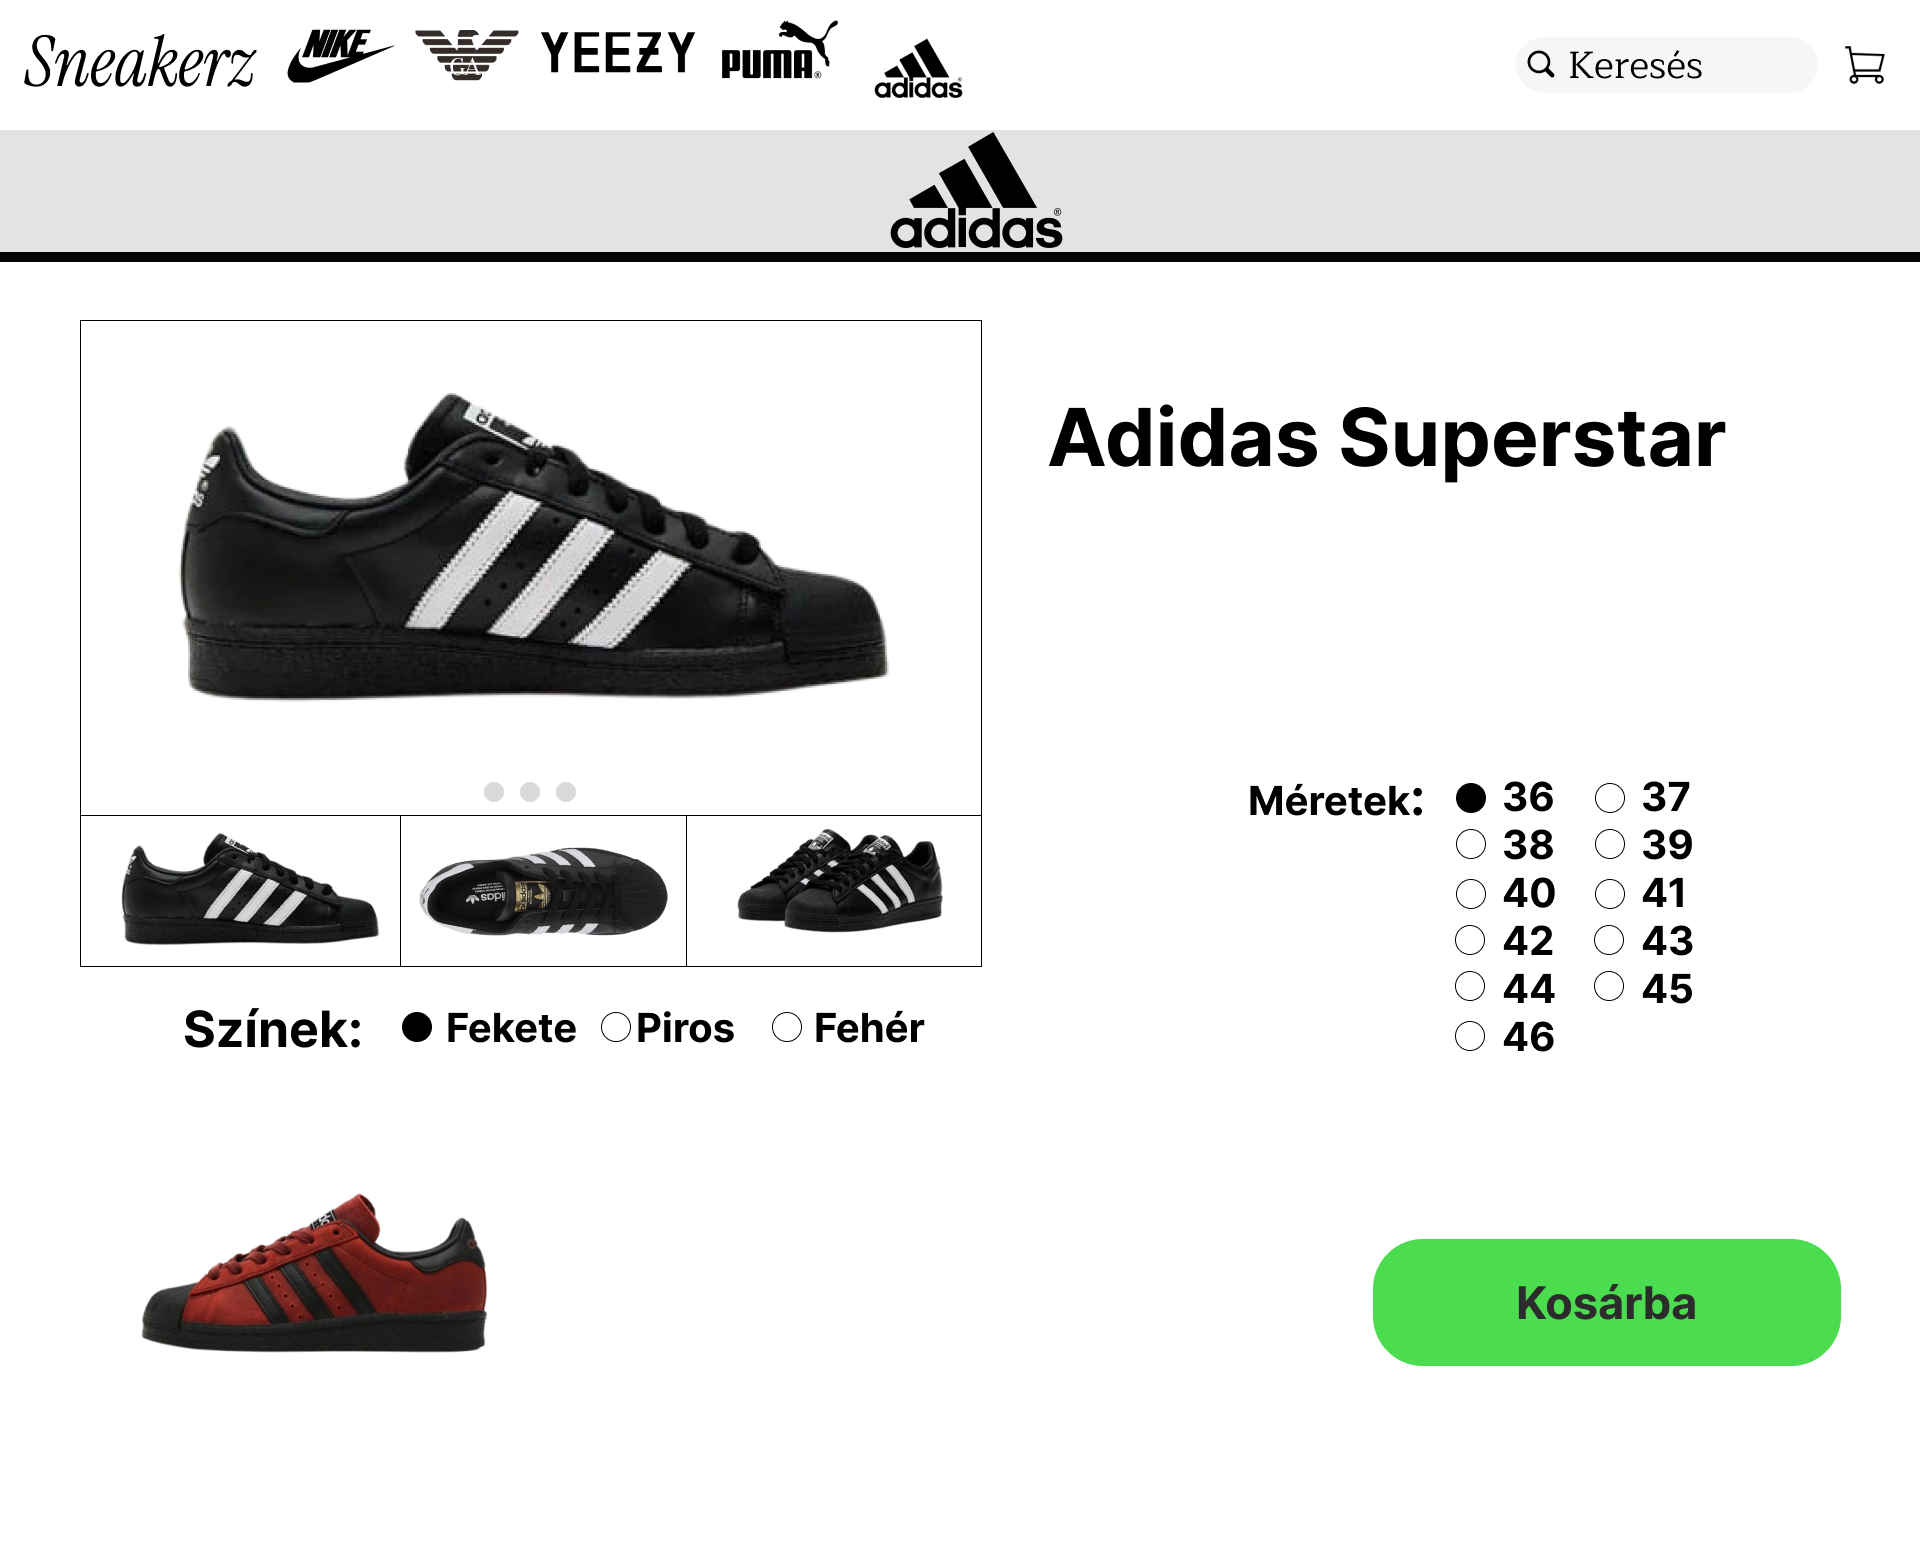 Sneakerz NIKE GA YEEZY PUMA® adidas® Keresés
adidas®
Adidas Superstar
Méretek: 36 37
38 39
40 41
42 43
44 45
46
Színek: Fekete Piros Fehér
Kosárba